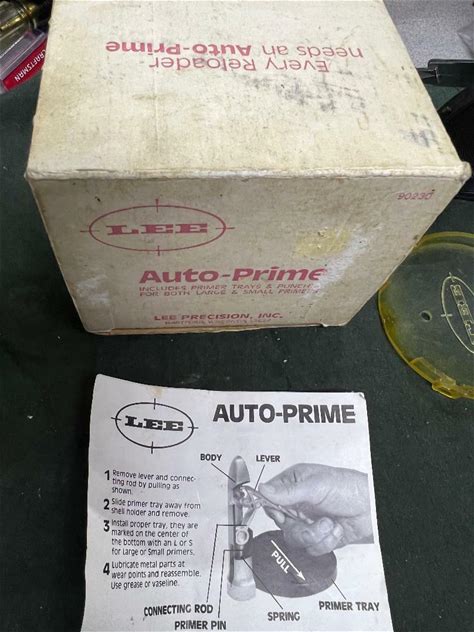 Every Reloader
needs an Auto-Prime
CRAFTSMAN
90230
LEE
Auto-Prime
INCLUDES PRIMER TRAYS & PUNCH
FOR BOTH LARGE & SMALL PRIMERS
LEE PRECISION, INC.
LEE
AUTO-PRIME
BODY
LEVER
1 Remove lever and connec-
ting rod by pulling as
shown.
2 Slide primer tray away from
shell holder and remove.
3 Install proper tray, they are
marked on the center of
the bottom with an L or S
for Large or Small primers.
4 Lubricate metal parts at
wear points and reassemble.
Use grease or vaseline.
PULL
CONNECTING ROD
PRIMER PIN
SPRING
PRIMER TRAY